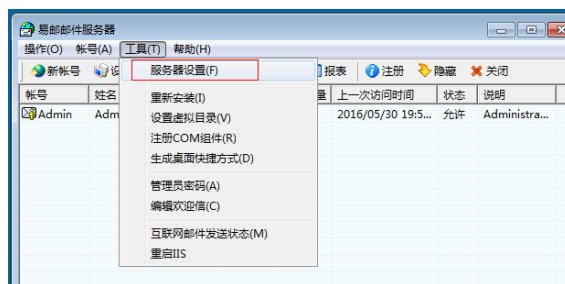 易邮邮件服务器
操作(O) 帐号(A) 工具(T) 帮助(H)
新帐号 报表 注册 隐藏 关闭
帐号 姓名 量 上一次访问时间 状态 说明
Admin Adm 2016/05/30 19:5... 允许 Administra...
服务器设置(F)
重新安装(I)
设置虚拟目录(V)
注册COM组件(R)
生成桌面快捷方式(D)
管理员密码(A)
编辑欢迎信(C)
互联网邮件发送状态(M)
重启IIS